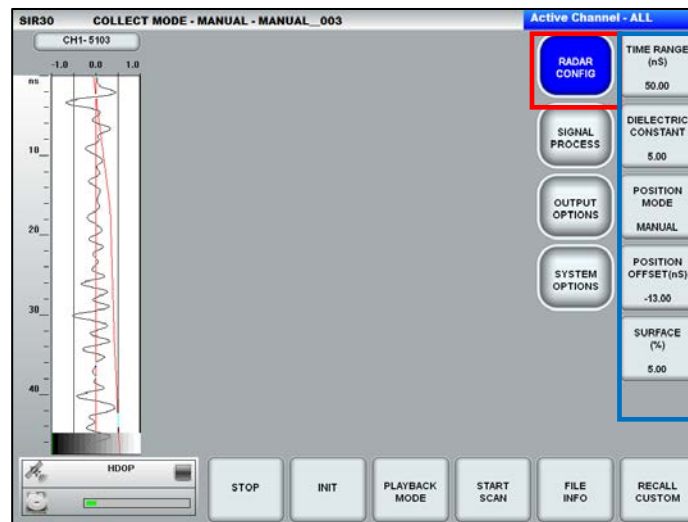 SIR30 COLLECT MODE - MANUAL - MANUAL__003
Active Channel - ALL
CH1- 5103
-1.0 0.0 1.0
ns
10
20
30
40
RADAR
CONFIG
SIGNAL
PROCESS
OUTPUT
OPTIONS
SYSTEM
OPTIONS
TIME RANGE
(nS)
50.00
DIELECTRIC
CONSTANT
5.00
POSITION
MODE
MANUAL
POSITION
OFFSET(nS)
-13.00
SURFACE
(%)
5.00
HDOP
STOP
INIT
PLAYBACK
MODE
START
SCAN
FILE
INFO
RECALL
CUSTOM